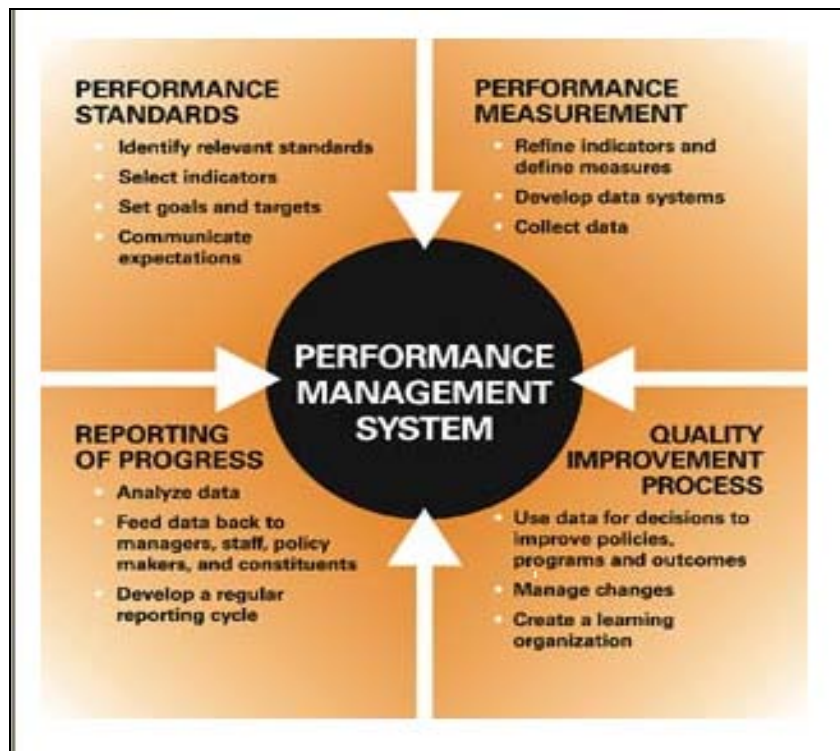 PERFORMANCE
STANDARDS
Identify relevant standards
Select indicators
Set goals and targets
Communicate
expectations
PERFORMANCE
MEASUREMENT
Refine indicators and
define measures
Develop data systems
Collect data
PERFORMANCE
MANAGEMENT
SYSTEM
REPORTING
OF PROGRESS
Analyze data
Feed data back to
managers, staff, policy
makers, and constituents
Develop a regular
reporting cycle
QUALITY
IMPROVEMENT
PROCESS
Use data for decisions to
improve policies,
programs and outcomes
Manage changes
Create a learning
organization